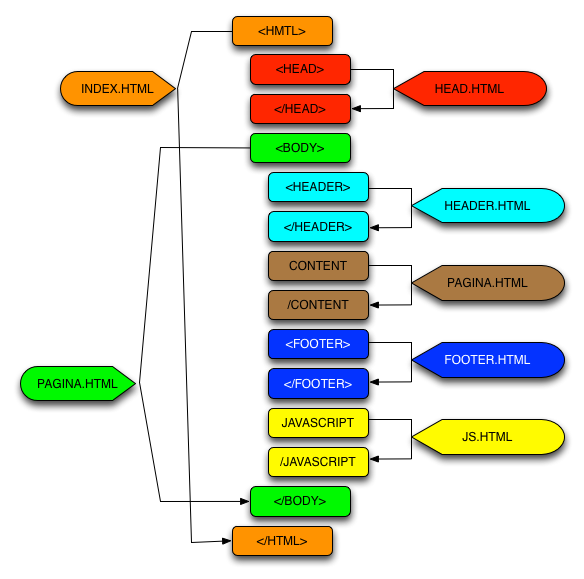 <HMTL>
<HEAD>
INDEX.HTML
HEAD.HTML
</HEAD>
<BODY>
<HEADER>
HEADER.HTML
</HEADER>
CONTENT
PAGINA.HTML
/CONTENT
<FOOTER>
FOOTER.HTML
PAGINA.HTML
</FOOTER>
JAVASCRIPT
JS.HTML
/JAVASCRIPT
</BODY>
</HTML>